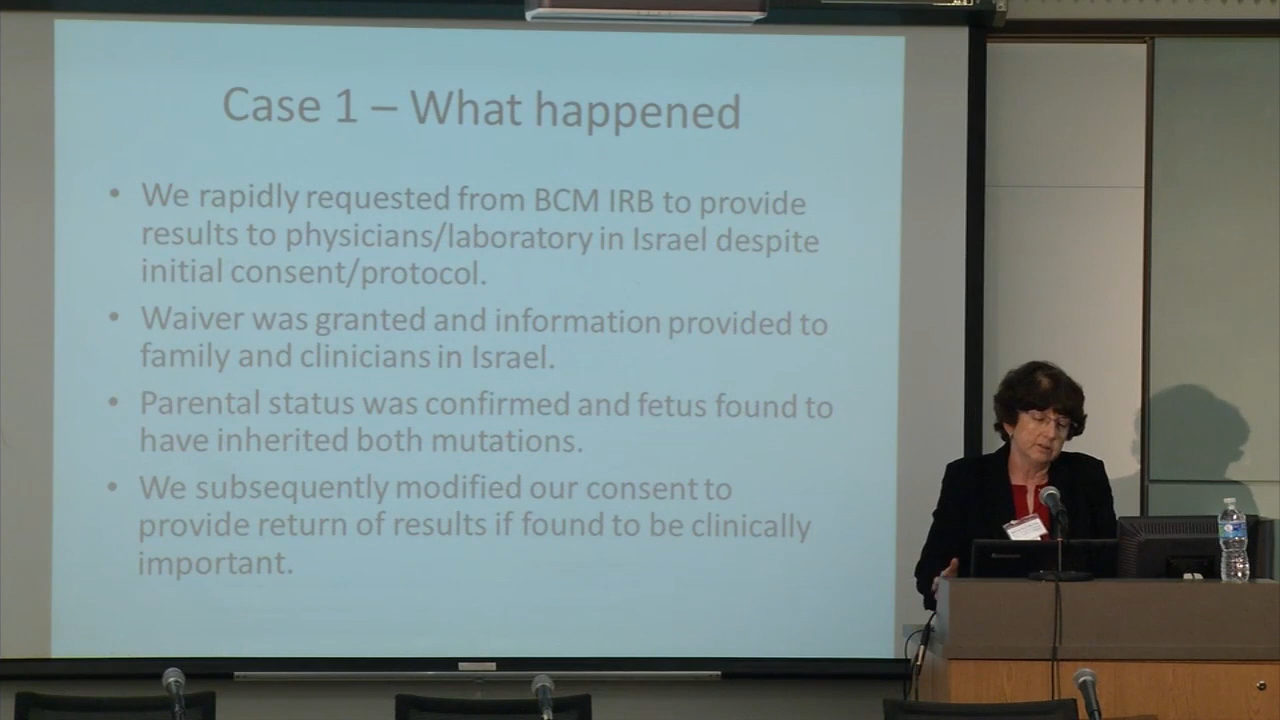 Case 1 – What happened
• We rapidly requested from BCM IRB to provide
results to physicians/laboratory in Israel despite
initial consent/protocol.
• Waiver was granted and information provided to
family and clinicians in Israel.
• Parental status was confirmed and fetus found to
have inherited both mutations.
• We subsequently modified our consent to
provide return of results if found to be clinically
important.